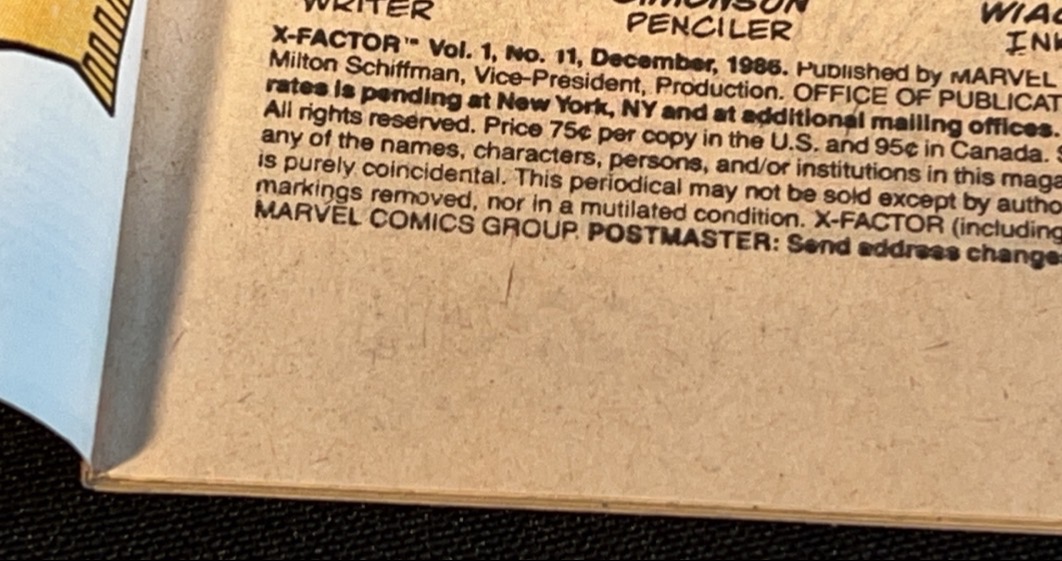 WRITER
SIMONSON
PENCILER
X-FACTOR™ Vol. 1, No. 11, December, 1986. Published by MARVEL
Milton Schiffman, Vice-President, Production. OFFICE OF PUBLICAT
rates is pending at New York, NY and at additional mailing offices.
All rights reserved. Price 75¢ per copy in the U.S. and 95¢ in Canada.
any of the names, characters, persons, and/or institutions in this maga
is purely coincidental. This periodical may not be sold except by autho
markings removed, nor in a mutilated condition. X-FACTOR (including
MARVEL COMICS GROUP. POSTMASTER: Send address change